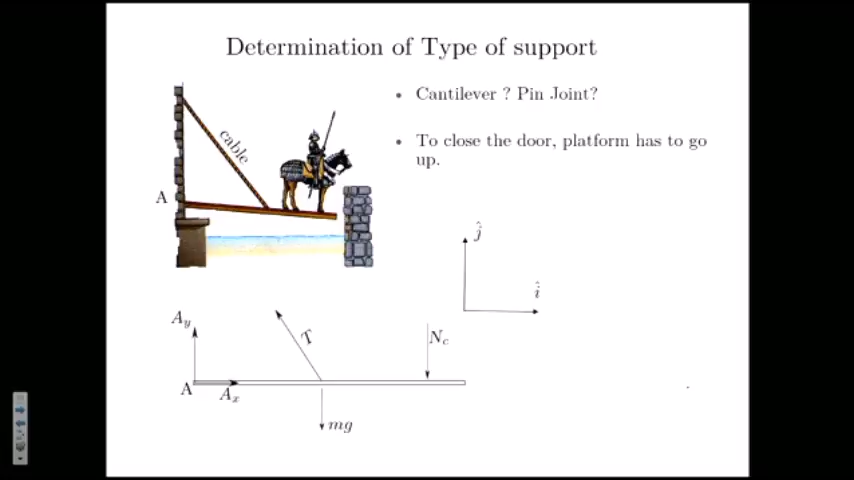 Determination of Type of support
• Cantilever ? Pin Joint?
• To close the door, platform has to go
up.
cable
A
ĵ
î
A_y
T
N_c
A
A_x
mg